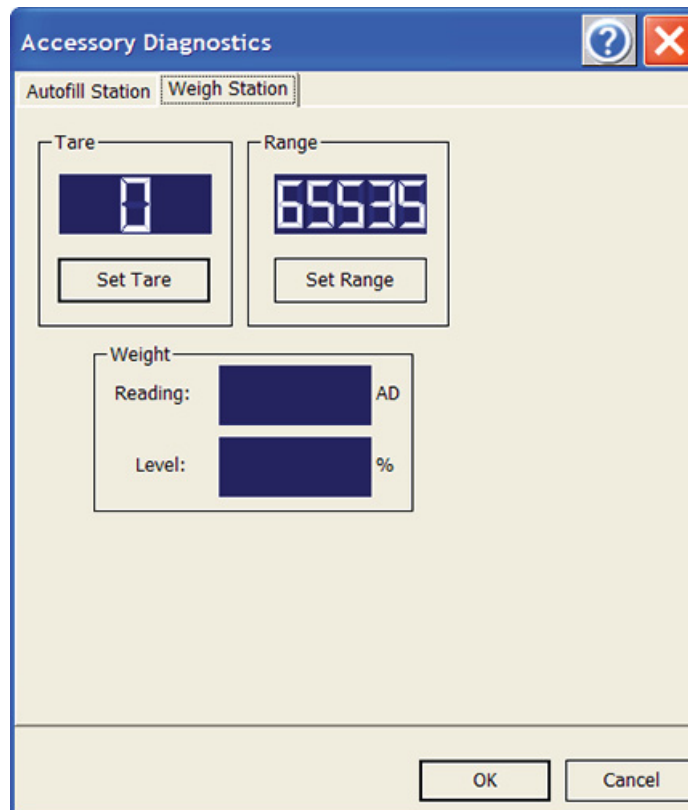 Accessory Diagnostics
Autofill Station Weigh Station
Tare Range
0 65535
Set Tare Set Range
Weight
Reading: AD
Level: %
OK Cancel